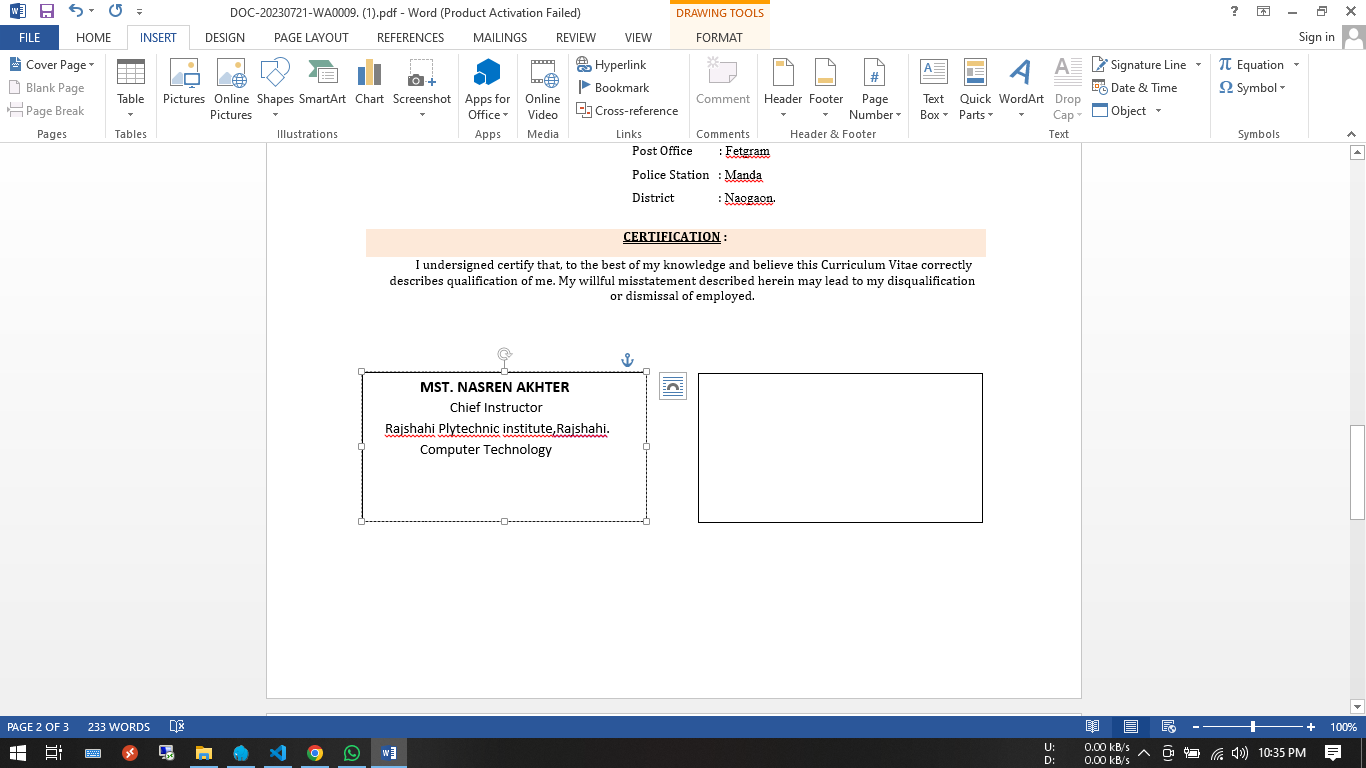 DOC-20230721-WA0009. (1).pdf - Word (Product Activation Failed)
DRAWING TOOLS
?
FILE HOME INSERT DESIGN PAGE LAYOUT REFERENCES MAILINGS REVIEW VIEW FORMAT Sign in
Cover Page
Blank Page
Page Break
Pages
Table
Tables
Pictures
Online Pictures
Shapes
SmartArt
Chart
Screenshot
Illustrations
Apps for Office
Apps
Online Video
Media
Hyperlink
Bookmark
Cross-reference
Links
Comment
Comments
Header
Footer
Page Number
Header & Footer
Text Box
Quick Parts
WordArt
Drop Cap
Signature Line
Date & Time
Object
Text
π Equation
Ω Symbol
Symbols
Post Office : Fetgram
Police Station : Manda
District : Naogaon.
CERTIFICATION :
I undersigned certify that, to the best of my knowledge and believe this Curriculum Vitae correctly
describes qualification of me. My willful misstatement described herein may lead to my disqualification
or dismissal of employed.
MST. NASREN AKHTER
Chief Instructor
Rajshahi Plytechnic institute,Rajshahi.
Computer Technology
PAGE 2 OF 3 233 WORDS 100%
U: 0.00 kB/s
D: 0.00 kB/s
10:35 PM